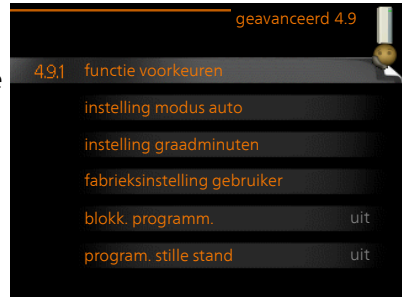 geavanceerd 4.9
4.9.1 functie voorkeuren
instelling modus auto
instelling graadminuten
fabrieksinstelling gebruiker
blokk. programm. uit
program. stille stand uit